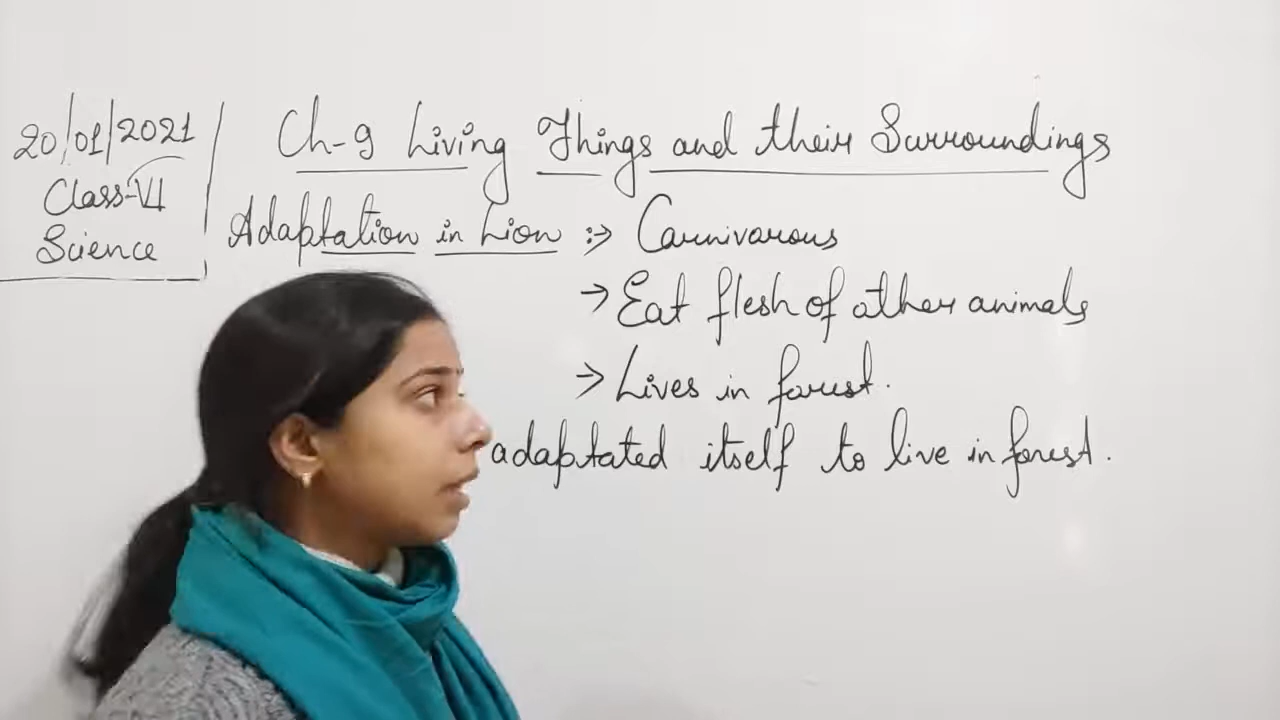 20/01/2021
Class-VI
Science
Ch-9 Living Things and their Surroundings
Adaptation in Lion :→ Carnivarous
→ Eat flesh of other animals
→ Lives in forest.
adaptated itself to live in forest.